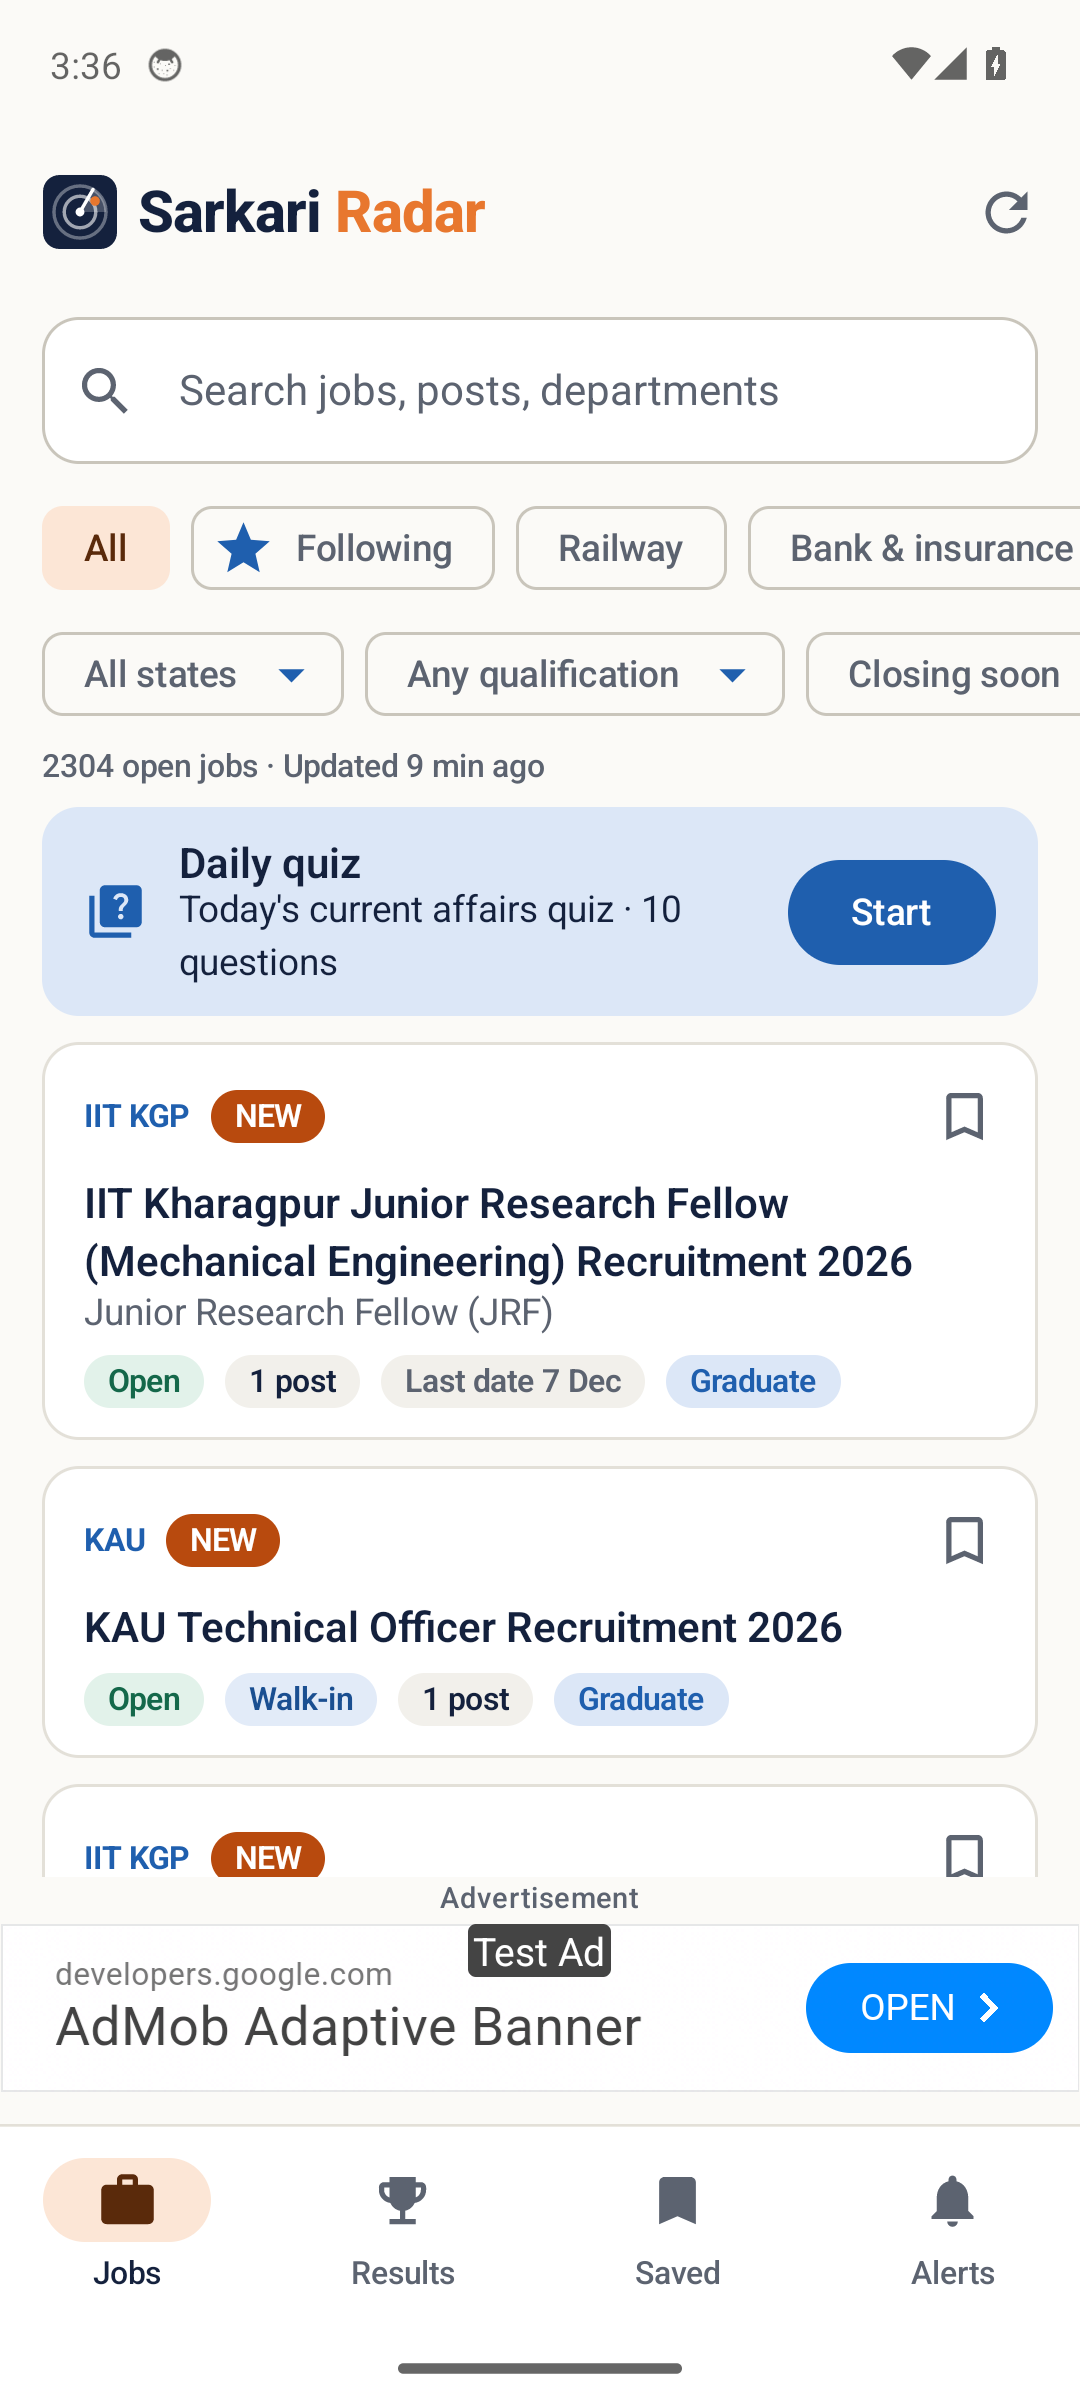 3:36
Sarkari Radar
Search jobs, posts, departments
All
Following
Railway
Bank & insurance
All states
Any qualification
Closing soon
2304 open jobs · Updated 9 min ago
Daily quiz
Today's current affairs quiz · 10
questions
Start
IIT KGP
NEW
IIT Kharagpur Junior Research Fellow
(Mechanical Engineering) Recruitment 2026
Junior Research Fellow (JRF)
Open
1 post
Last date 7 Dec
Graduate
KAU
NEW
KAU Technical Officer Recruitment 2026
Open
Walk-in
1 post
Graduate
IIT KGP
NEW
Advertisement
Test Ad
developers.google.com
AdMob Adaptive Banner
OPEN
Jobs
Results
Saved
Alerts